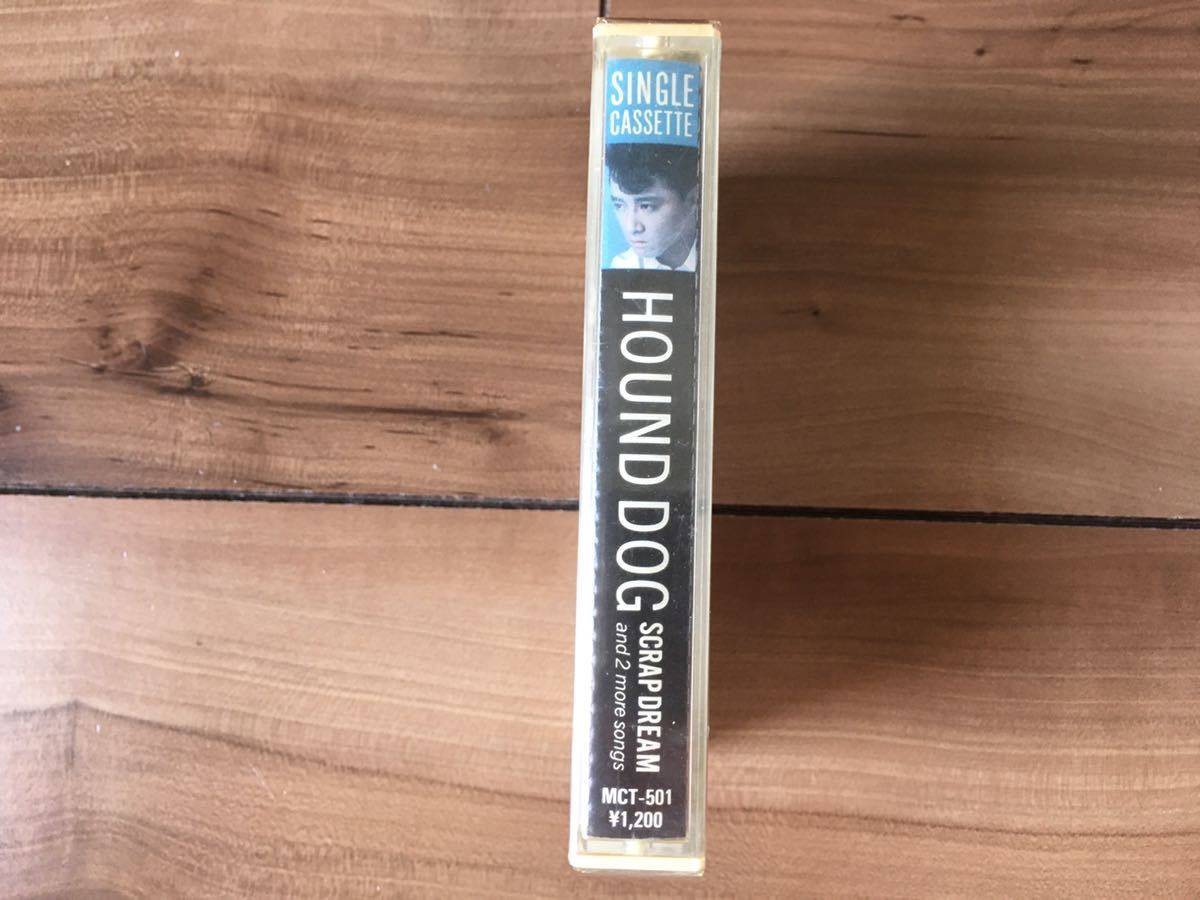 SINGLE
CASSETTE
HOUND DOG
SCRAP DREAM
and 2 more songs
MCT-501
¥1,200